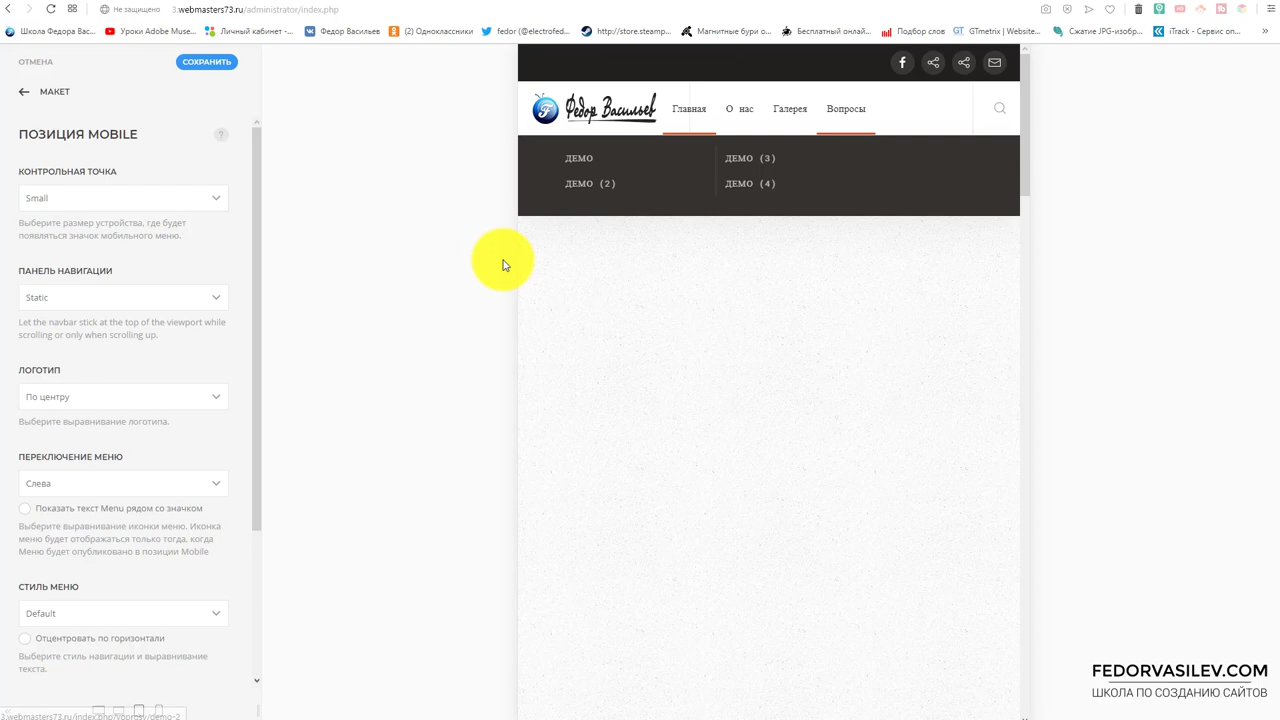 Не защищено
3.webmasters73.ru/administrator/index.php
Школа Федора Вас...
Уроки Adobe Muse...
Личный кабинет -...
Федор Васильев
(2) Одноклассники
fedor (@electrofed...
http://store.steamp...
Магнитные бури о...
Бесплатный онлай...
Подбор слов
GTmetrix | Website...
Сжатие JPG-изобр...
iTrack - Сервис оп...
ОТМЕНА
СОХРАНИТЬ
МАКЕТ
ПОЗИЦИЯ MOBILE
?
КОНТРОЛЬНАЯ ТОЧКА
Small
Выберите размер устройства, где будет
появляться значок мобильного меню.
ПАНЕЛЬ НАВИГАЦИИ
Static
Let the navbar stick at the top of the viewport while
scrolling or only when scrolling up.
ЛОГОТИП
По центру
Выберите выравнивание логотипа.
ПЕРЕКЛЮЧЕНИЕ МЕНЮ
Слева
Показать текст Menu рядом со значком
Выберите выравнивание иконки меню. Иконка
меню будет отображаться только тогда, когда
Меню будет опубликовано в позиции Mobile
СТИЛЬ МЕНЮ
Default
Отцентровать по горизонтали
Выберите стиль навигации и выравнивание
текста.
3.webmasters73.ru/index.php/voprosy/demo-2
Федор Васильев
Главная
О нас
Галерея
Вопросы
ДЕМО
ДЕМО (3)
ДЕМО (2)
ДЕМО (4)
FEDORVASILEV.COM
ШКОЛА ПО СОЗДАНИЮ САЙТОВ